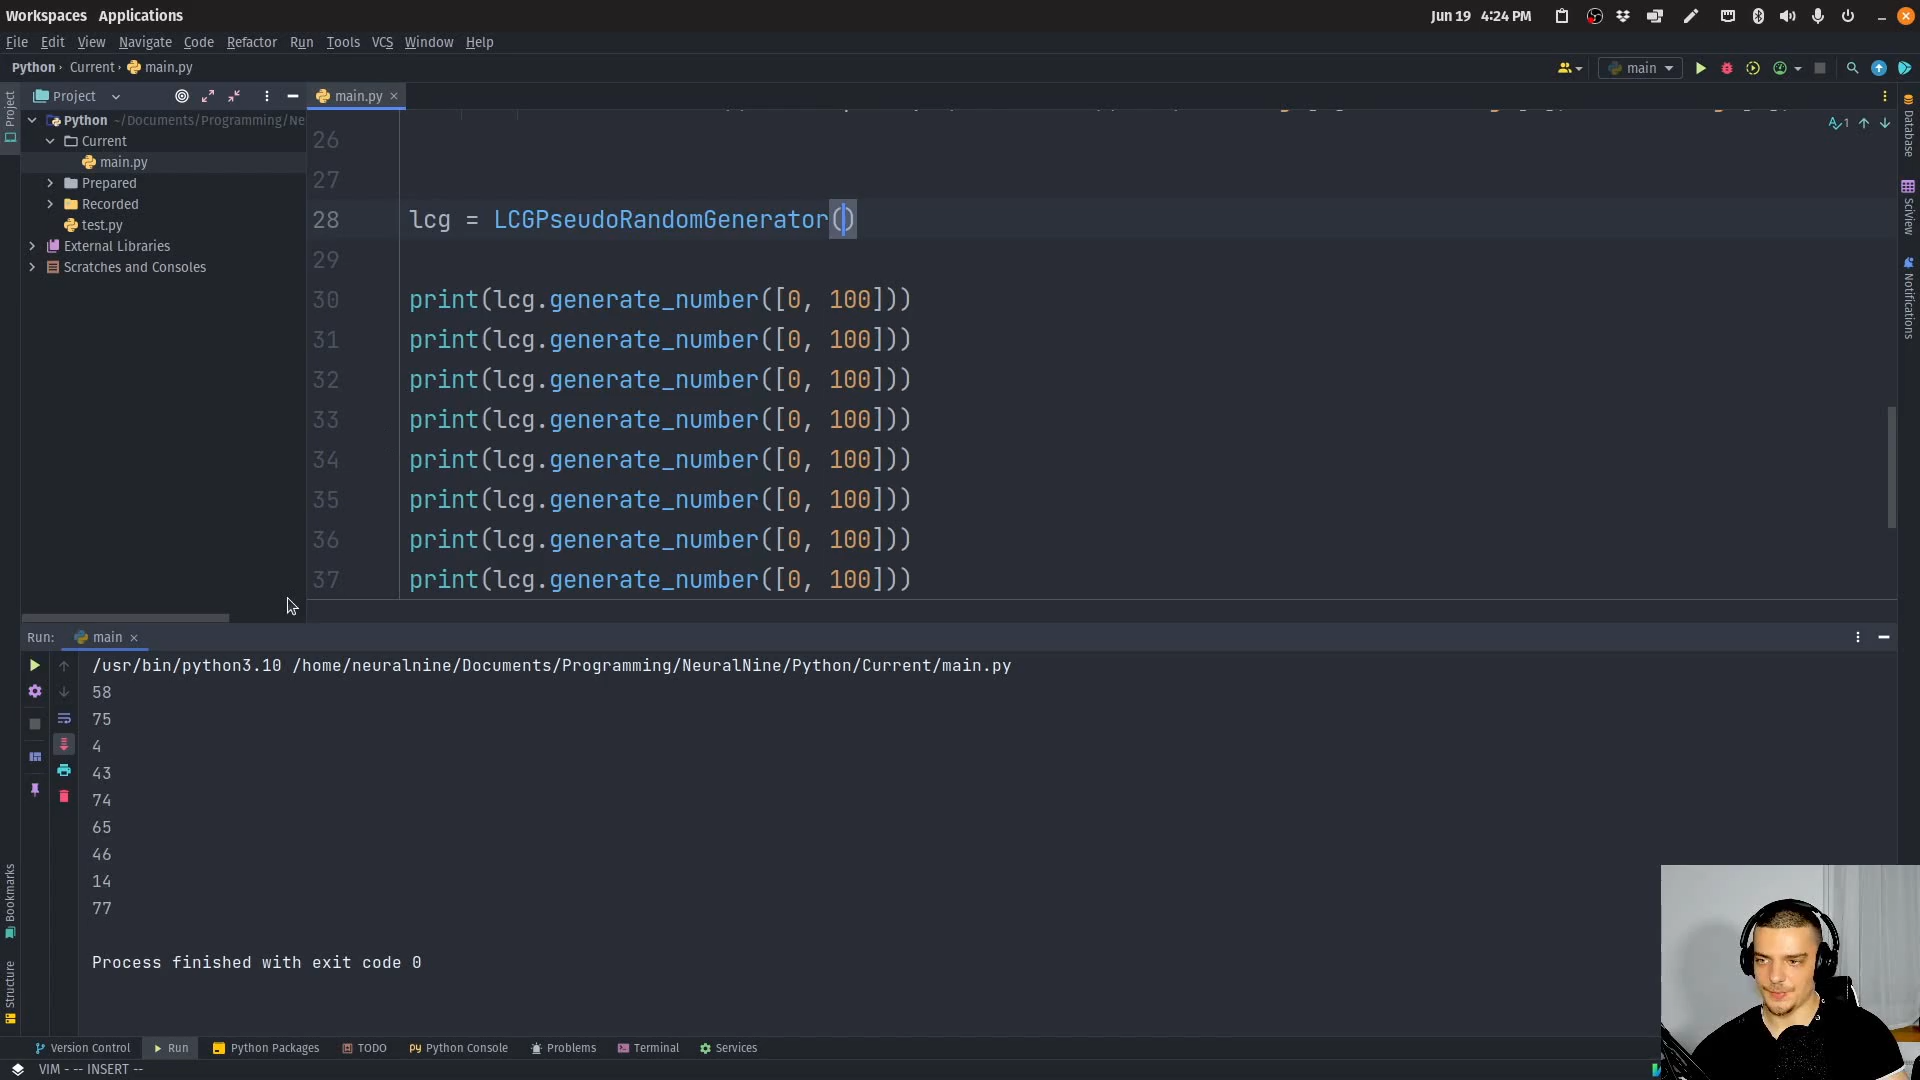 Workspaces Applications
Jun 19 4:24 PM
File Edit View Navigate Code Refactor Run Tools VCS Window Help
Python Current main.py
main
Project
main.py
Project
Python ~/Documents/Programming/Ne
Current
main.py
Prepared
Recorded
test.py
External Libraries
Scratches and Consoles
1
26
27
28 lcg = LCGPseudoRandomGenerator()
29
30 print(lcg.generate_number([0, 100]))
31 print(lcg.generate_number([0, 100]))
32 print(lcg.generate_number([0, 100]))
33 print(lcg.generate_number([0, 100]))
34 print(lcg.generate_number([0, 100]))
35 print(lcg.generate_number([0, 100]))
36 print(lcg.generate_number([0, 100]))
37 print(lcg.generate_number([0, 100]))
Database
SciView
Notifications
Run: main
/usr/bin/python3.10 /home/neuralnine/Documents/Programming/NeuralNine/Python/Current/main.py
58
75
4
43
74
65
46
14
77
Process finished with exit code 0
Bookmarks
Structure
Version Control Run Python Packages TODO Python Console Problems Terminal Services
VIM - -- INSERT --